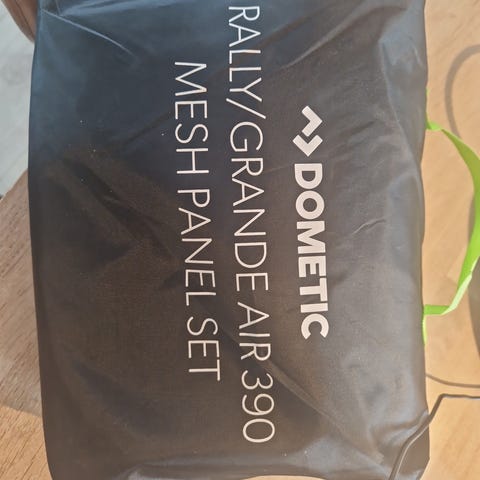 DOMETIC
RALLY/GRANDE AIR 390
MESH PANEL SET